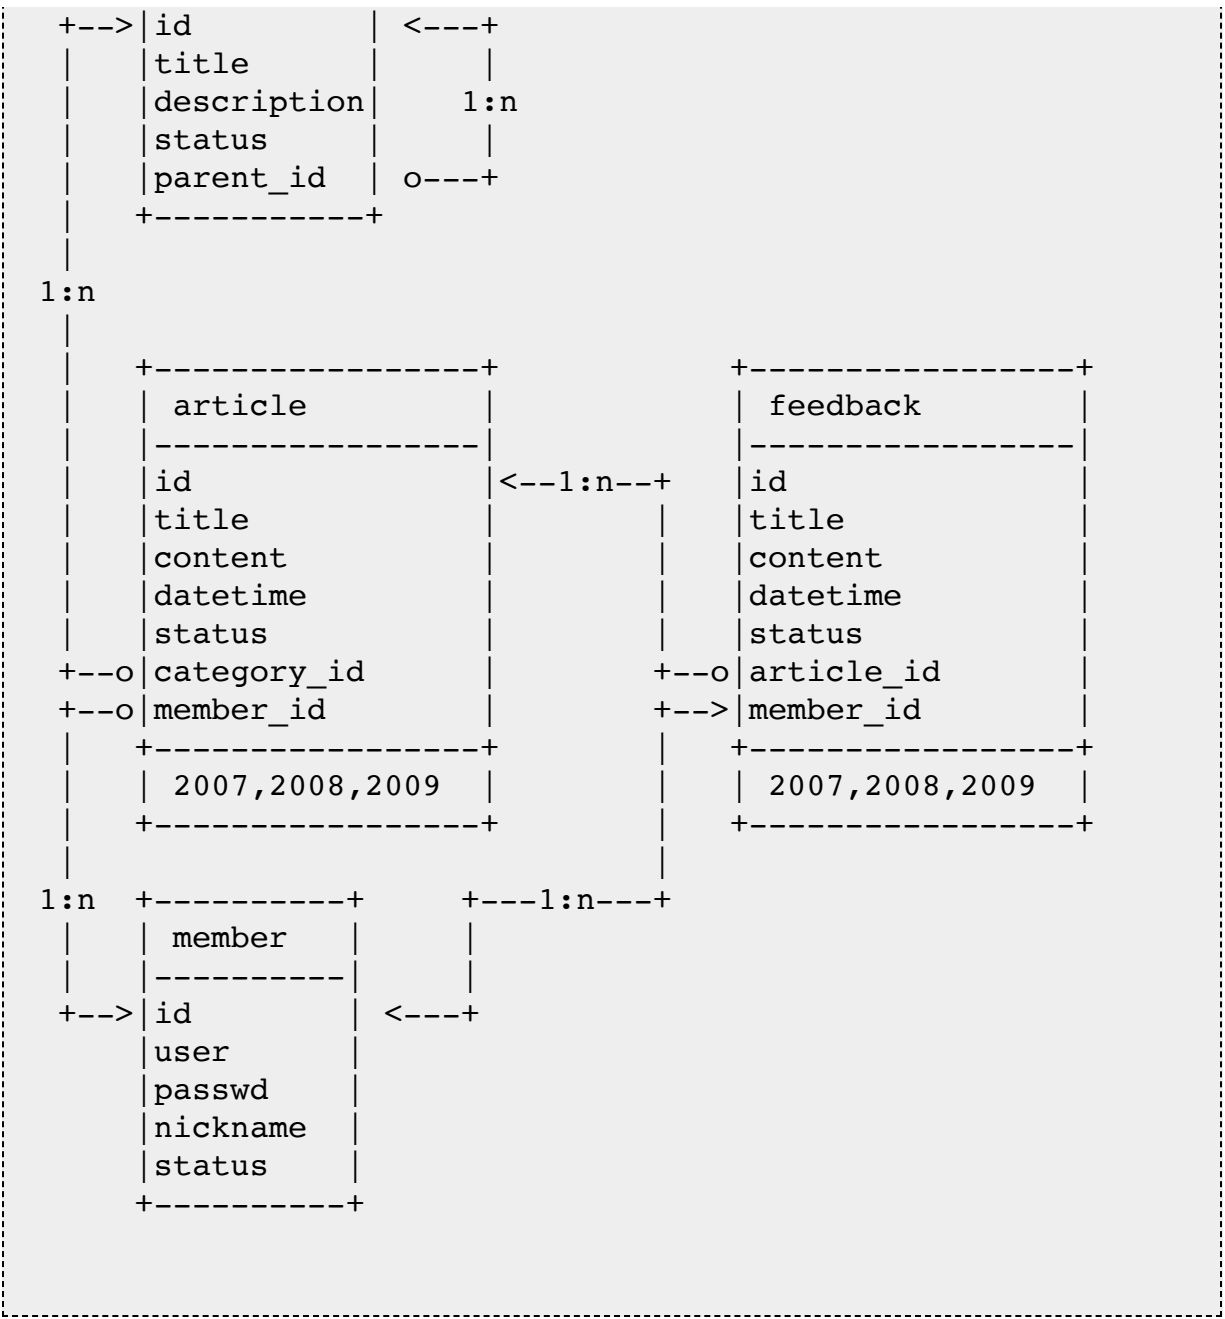 +-->|id         | <---+
 |   |title      |     |
 |   |description|    1:n
 |   |status     |     |
 |   |parent_id  | o---+
 |   +-----------+
 |
1:n
 |
 |   +-----------------+             +-----------------+
 |   | article         |             | feedback        |
 |   |-----------------|             |-----------------|
 |   |id               |<--1:n--+    |id               |
 |   |title            |        |    |title            |
 |   |content          |        |    |content          |
 |   |datetime         |        |    |datetime         |
 |   |status           |        |    |status           |
 +--o|category_id      |        +--o|article_id       |
 +--o|member_id        |        +-->|member_id        |
 |   +-----------------+        |    +-----------------+
 |   | 2007,2008,2009  |        |    | 2007,2008,2009  |
 |   +-----------------+        |    +-----------------+
 |                              |
1:n  +----------+     +---1:n---+
 |   | member   |     |
 |   |----------|     |
 +-->|id        | <---+
     |user      |
     |passwd    |
     |nickname  |
     |status    |
     +----------+